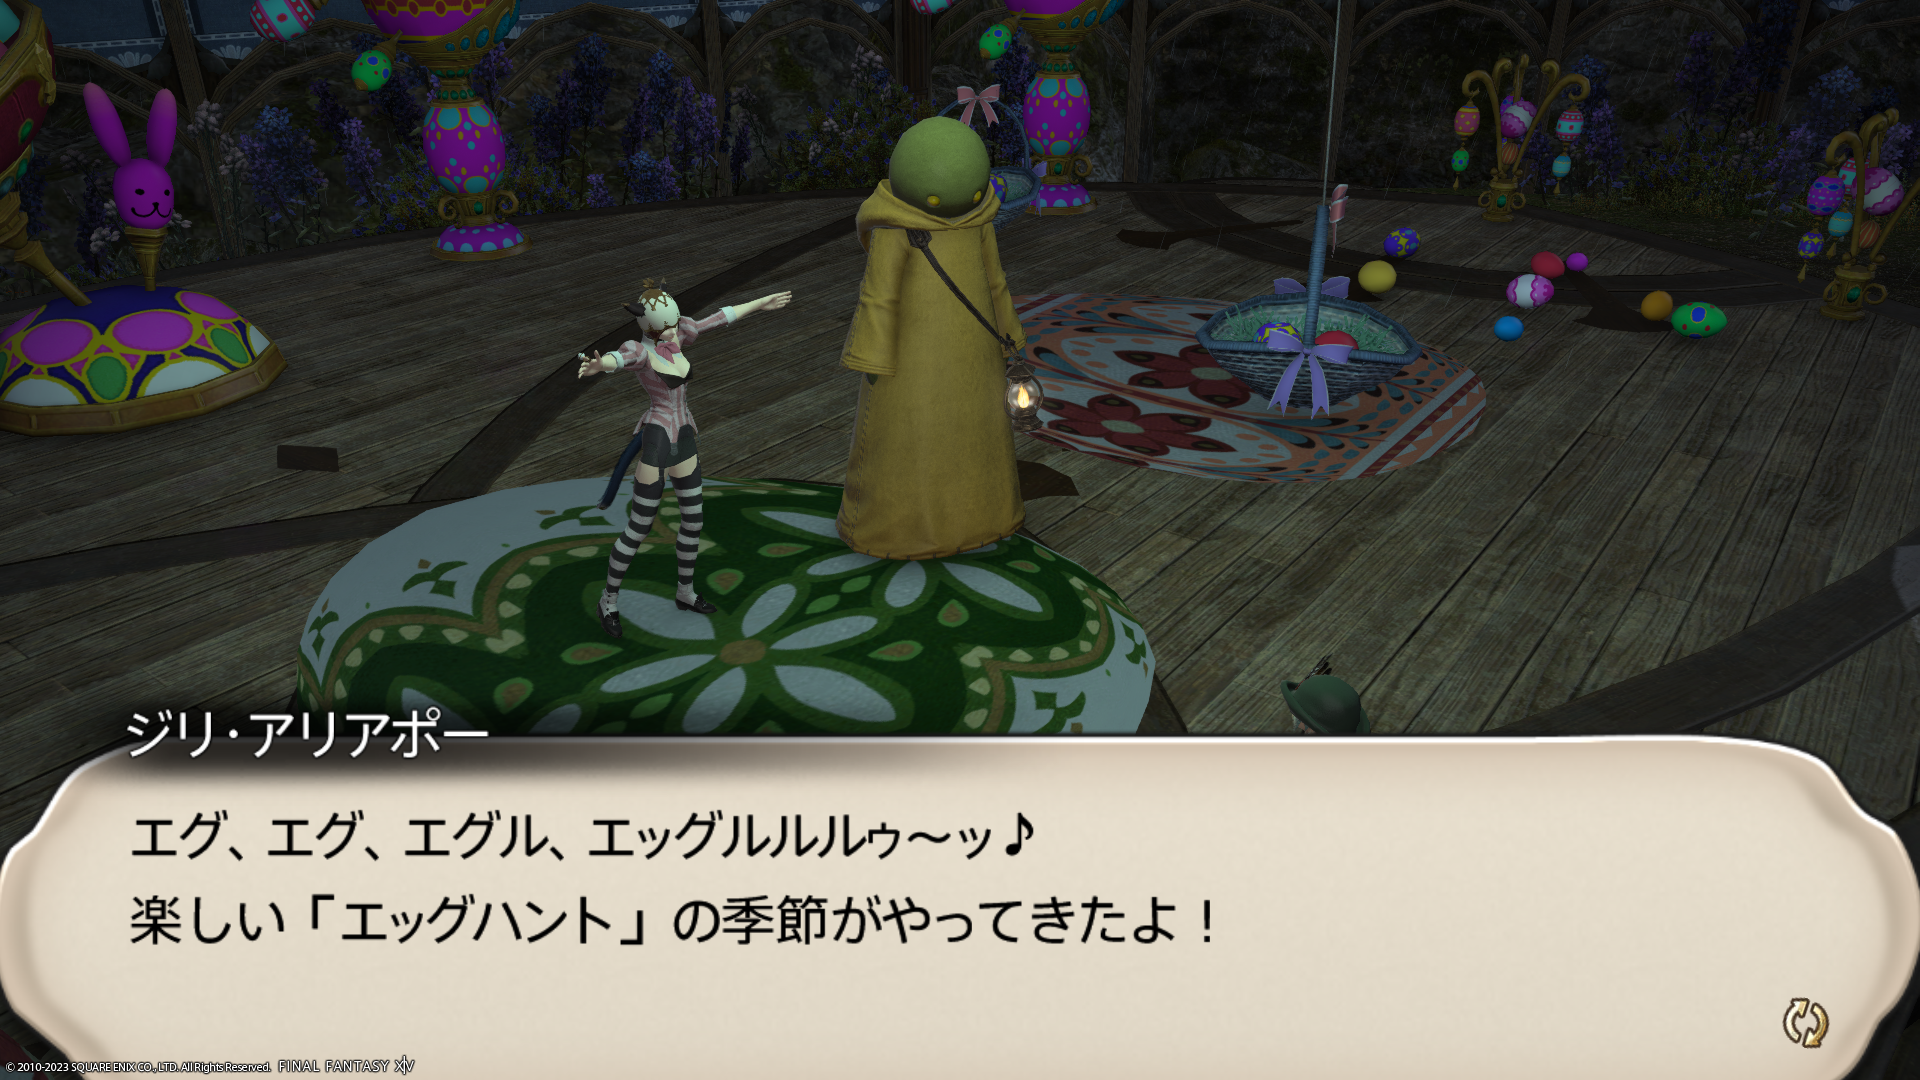 ジリ・アリアポー
エグ、エグ、エグル、エッグルルルゥ～ッ♪
楽しい「エッグハント」の季節がやってきたよ！
© 2010-2023 SQUARE ENIX CO., LTD. All Rights Reserved. FINAL FANTASY XIV